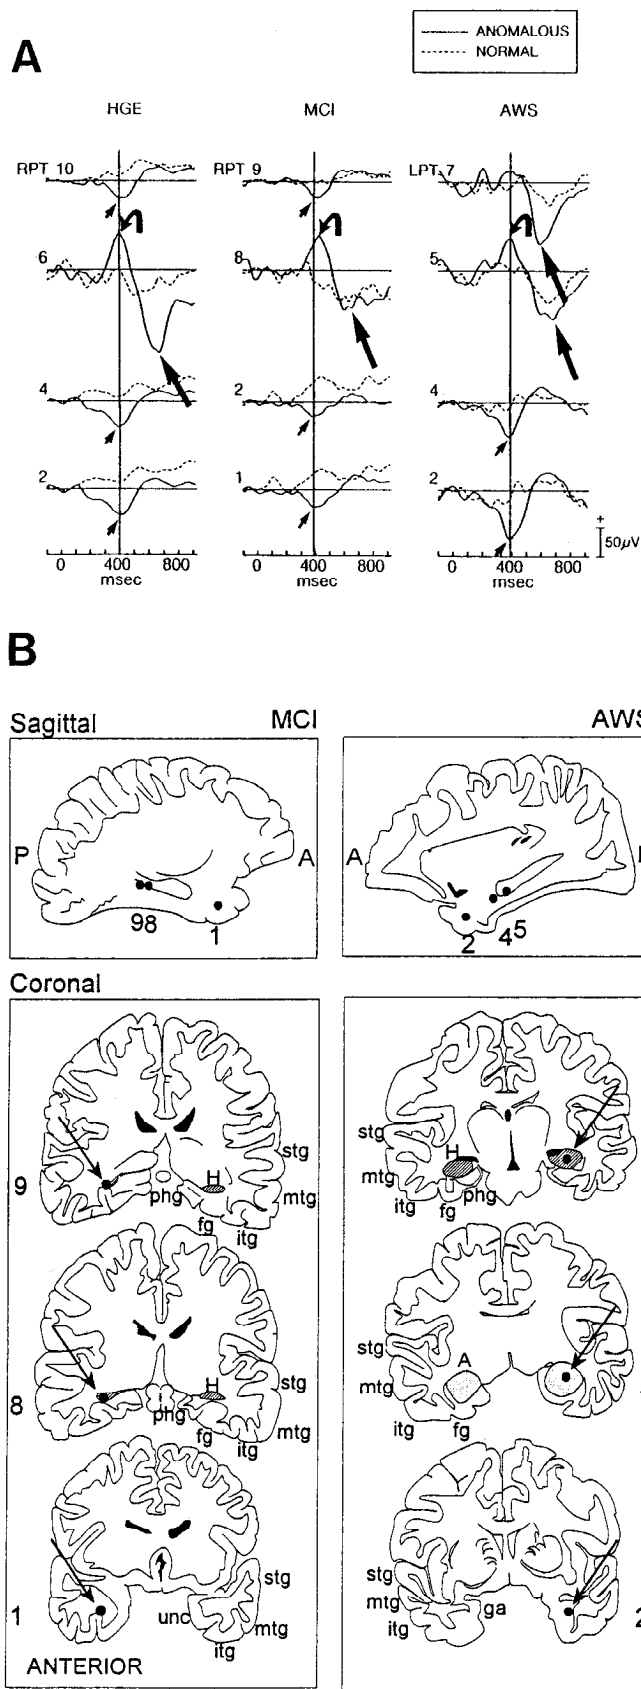 A
ANOMALOUS
NORMAL
HGE MCI AWS
RPT 10 RPT 9 LPT 7
6 8 5
4 2 4
2 1 2
+
50µV
0 400 800 0 400 800 0 400 800
msec msec msec
B
Sagittal MCI AWS
P A A
98 1 2 45
Coronal
9 H phg fg itg mtg stg
stg mtg itg fg phg H
8 H phg fg itg mtg stg
stg mtg itg fg A
1 unc itg mtg stg
stg mtg itg ga 2
ANTERIOR